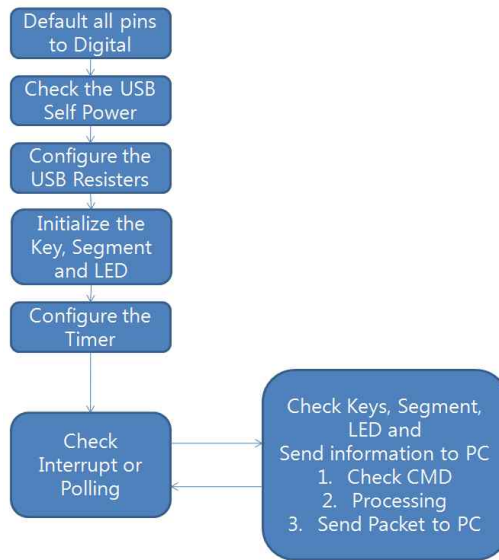 Default all pins
to Digital
Check the USB
Self Power
Configure the
USB Resisters
Initialize the
Key, Segment
and LED
Configure the
Timer
Check
Interrupt or
Polling
Check Keys, Segment,
LED and
Send information to PC
1. Check CMD
2. Processing
3. Send Packet to PC